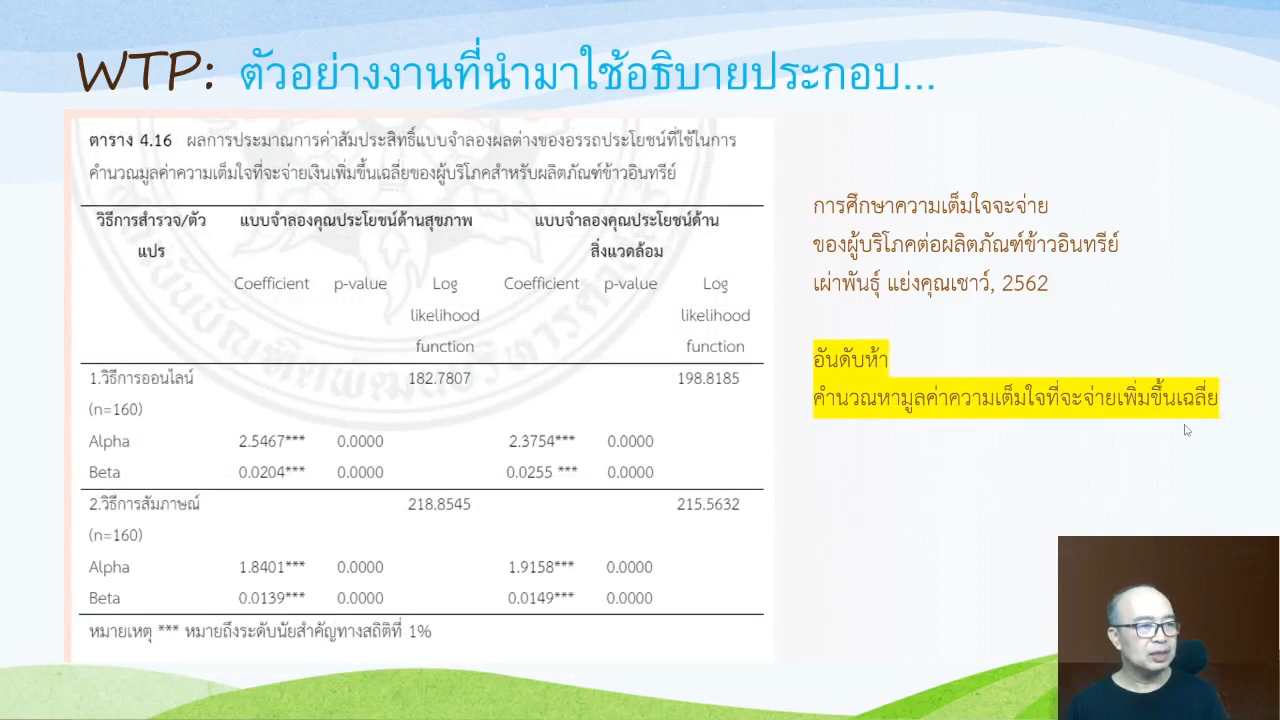 WTP: ตัวอย่างงานที่นำมาใช้อธิบายประกอบ...
ตาราง 4.16 ผลการประมาณการค่าสัมประสิทธิ์แบบจำลองผลต่างของอรรถประโยชน์ที่ใช้ในการ
คำนวณมูลค่าความเต็มใจที่จะจ่ายเงินเพิ่มขึ้นเฉลี่ยของผู้บริโภคสำหรับผลิตภัณฑ์ข้าวอินทรีย์
วิธีการสำรวจ/ตัว แบบจำลองคุณประโยชน์ด้านสุขภาพ แบบจำลองคุณประโยชน์ด้าน
แปร สิ่งแวดล้อม
Coefficient p-value Log Coefficient p-value Log
likelihood likelihood
function function
1.วิธีการออนไลน์ 182.7807 198.8185
(n=160)
Alpha 2.5467*** 0.0000 2.3754*** 0.0000
Beta 0.0204*** 0.0000 0.0255 *** 0.0000
2.วิธีการสัมภาษณ์ 218.8545 215.5632
(n=160)
Alpha 1.8401*** 0.0000 1.9158*** 0.0000
Beta 0.0139*** 0.0000 0.0149*** 0.0000
หมายเหตุ *** หมายถึงระดับนัยสำคัญทางสถิติที่ 1%
การศึกษาความเต็มใจจะจ่าย
ของผู้บริโภคต่อผลิตภัณฑ์ข้าวอินทรีย์
เผ่าพันธุ์ แย่งคุณเชาว์, 2562
อันดับห้า
คำนวณหามูลค่าความเต็มใจที่จะจ่ายเพิ่มขึ้นเฉลี่ย